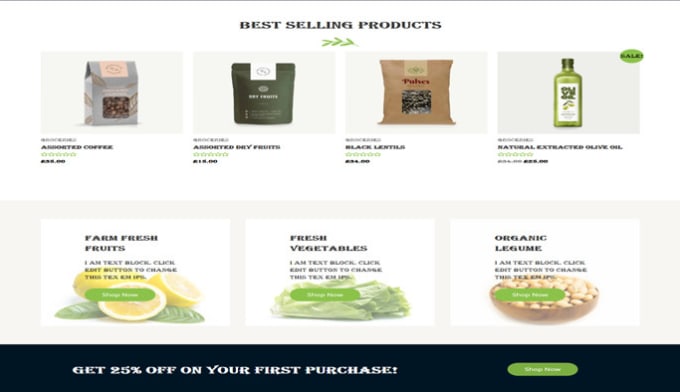 BEST SELLING PRODUCTS
SALE!
DRY FRUITS
Pulses
GROCERIES
ASSORTED COFFEE
£35.00
GROCERIES
ASSORTED DRY FRUITS
£15.00
GROCERIES
BLACK LENTILS
£34.00
GROCERIES
NATURAL EXTRACTED OLIVE OIL
£34.00 £25.00
FARM FRESH
FRUITS
I AM TEXT BLOCK. CLICK
EDIT BUTTON TO CHANGE
THIS TEX EM IPS.
Shop Now
FRESH
VEGETABLES
I AM TEXT BLOCK. CLICK
EDIT BUTTON TO CHANGE
THIS TEX EM IPS.
Shop Now
ORGANIC
LEGUME
I AM TEXT BLOCK. CLICK
EDIT BUTTON TO CHANGE
THIS TEX EM IPS.
Shop Now
GET 25% OFF ON YOUR FIRST PURCHASE!
Shop Now